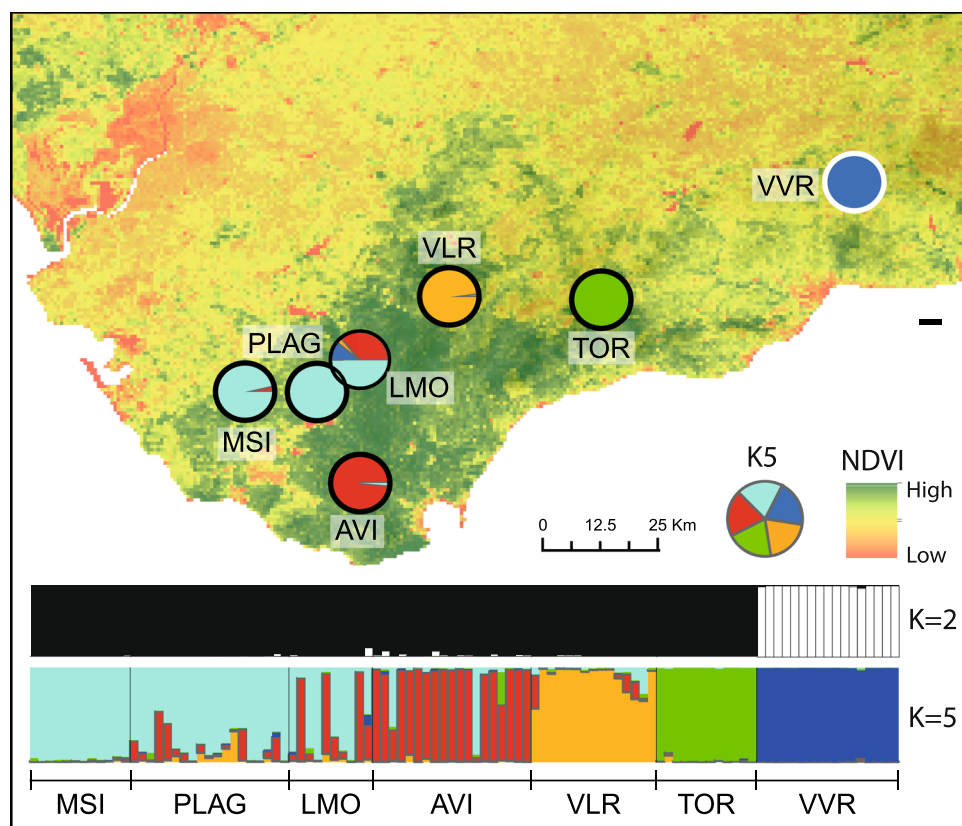 VVR
VLR
TOR
PLAG
LMO
MSI
AVI
K5
NDVI
High
Low
0 12.5 25 Km
K=2
K=5
MSI PLAG LMO AVI VLR TOR VVR